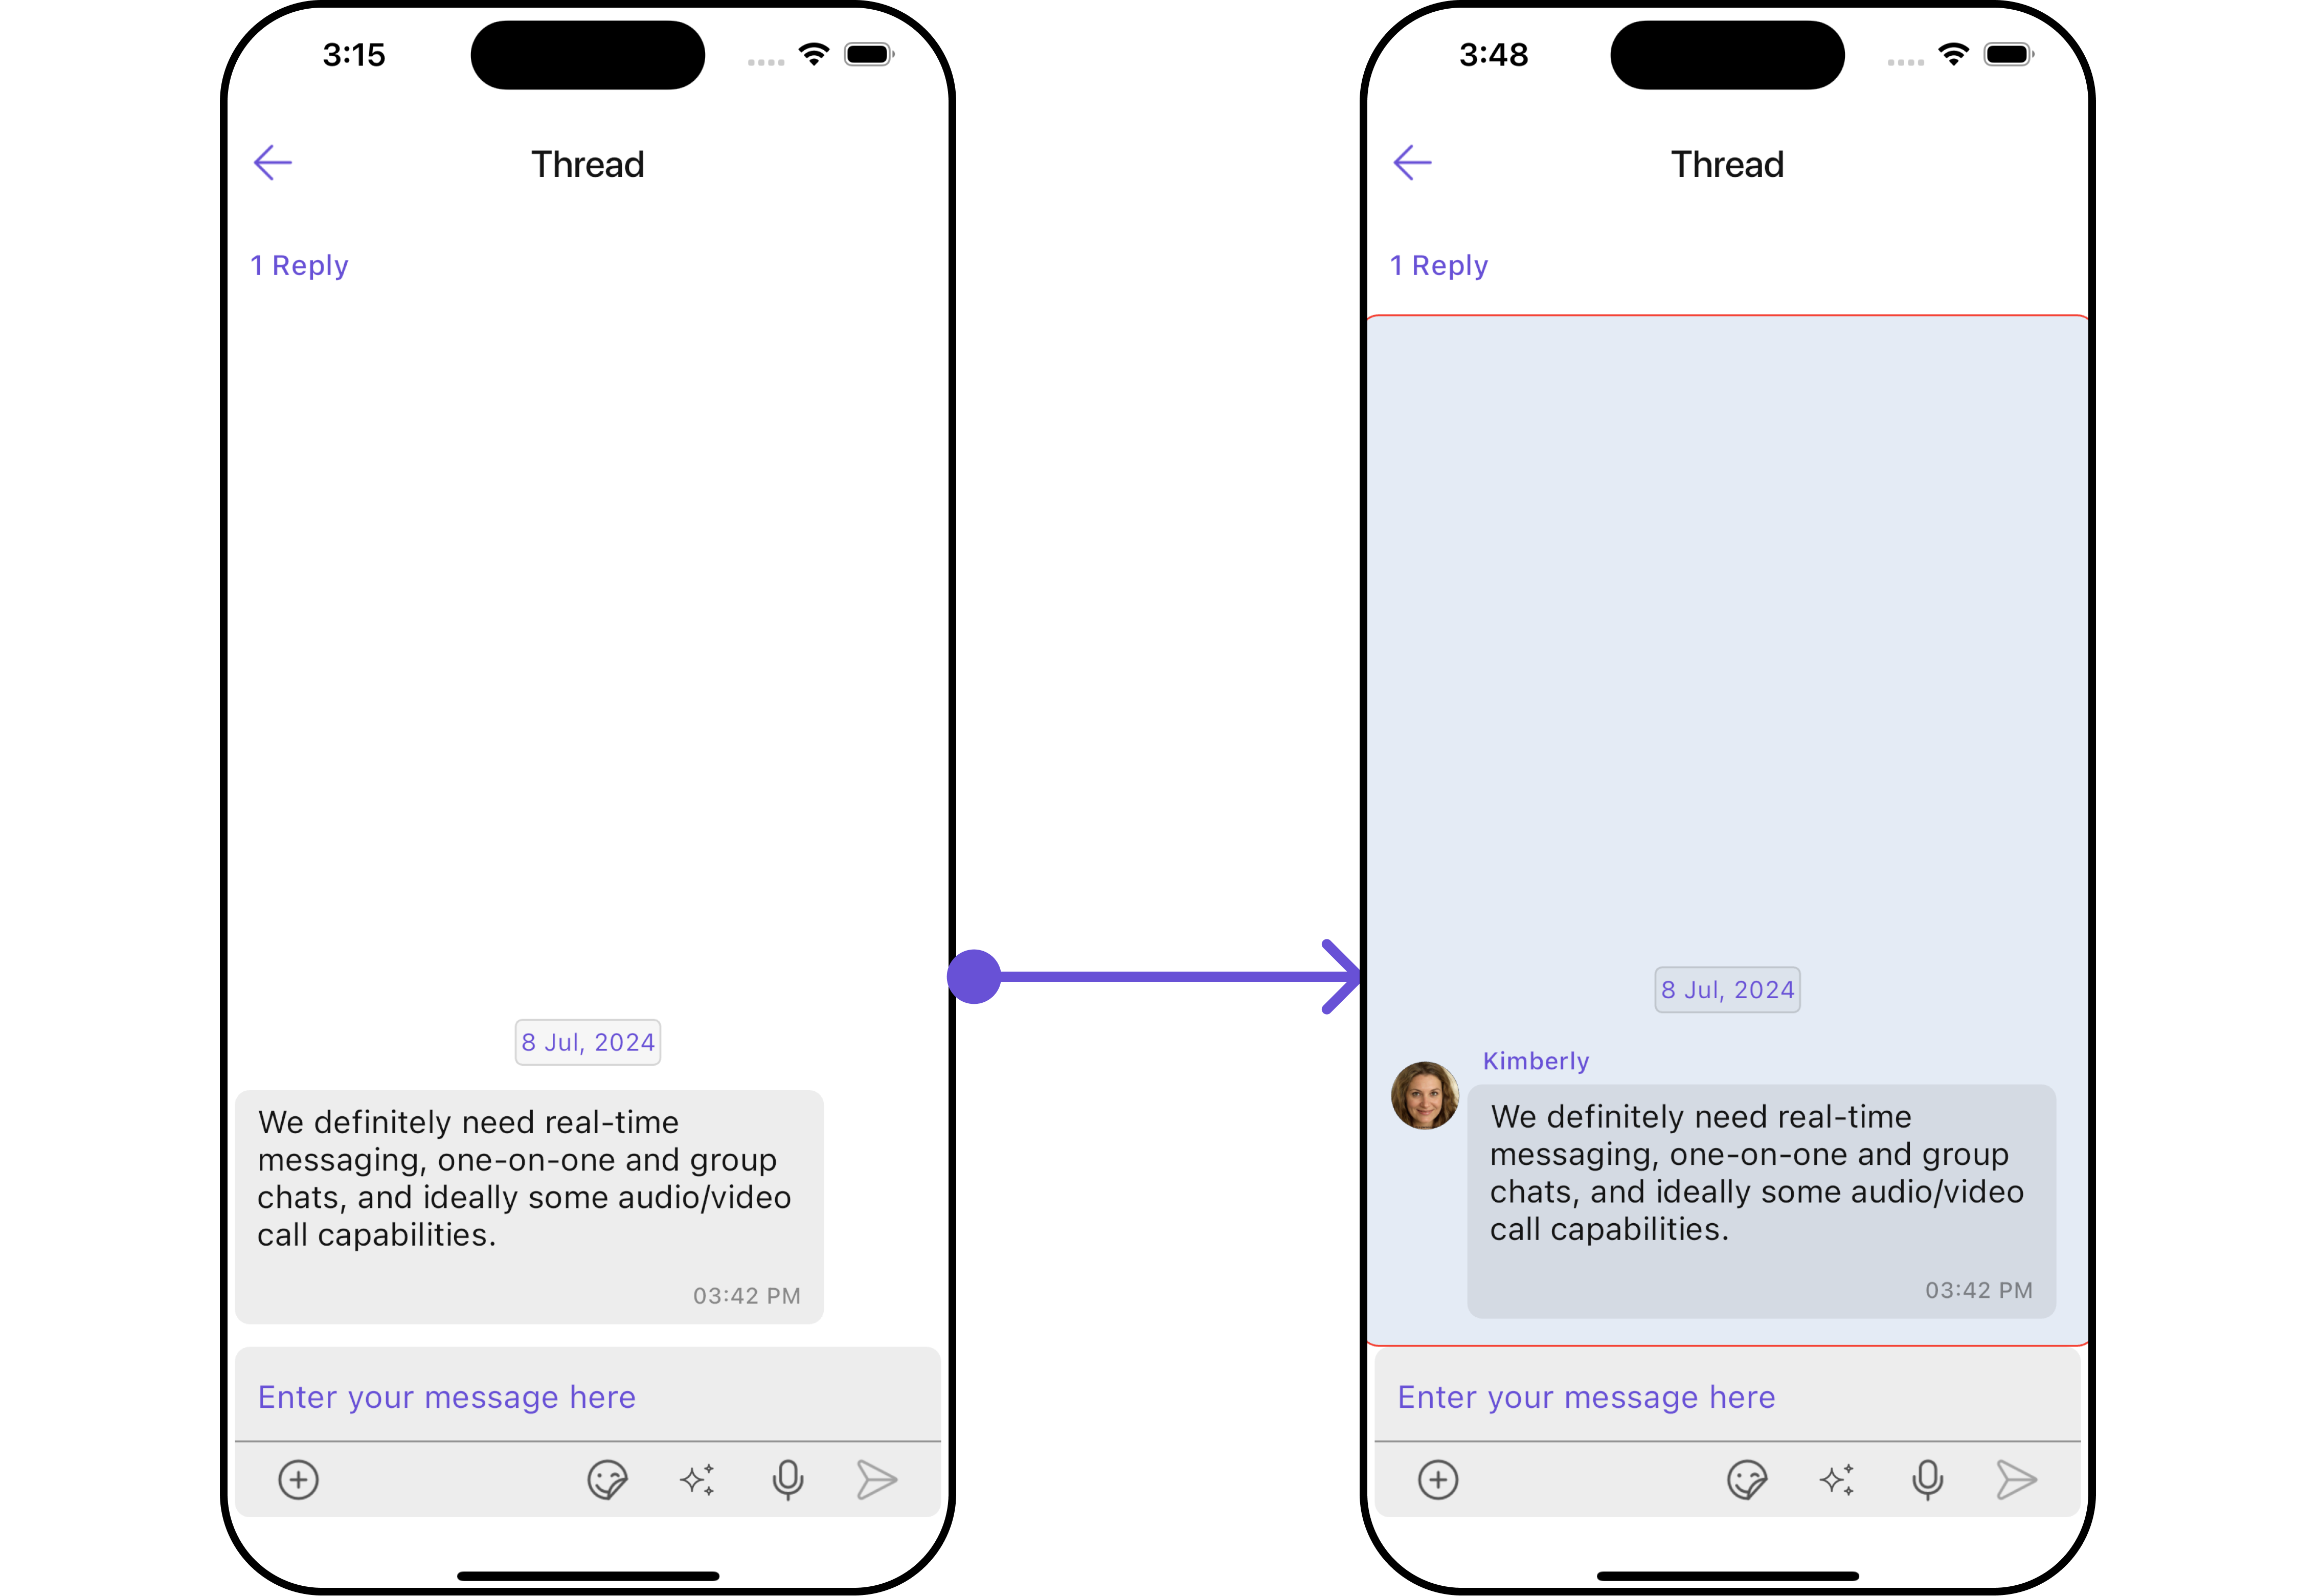 3:15
Thread
1 Reply
8 Jul, 2024
We definitely need real-time
messaging, one-on-one and group
chats, and ideally some audio/video
call capabilities.
03:42 PM
Enter your message here
3:48
Thread
1 Reply
8 Jul, 2024
Kimberly
We definitely need real-time
messaging, one-on-one and group
chats, and ideally some audio/video
call capabilities.
03:42 PM
Enter your message here